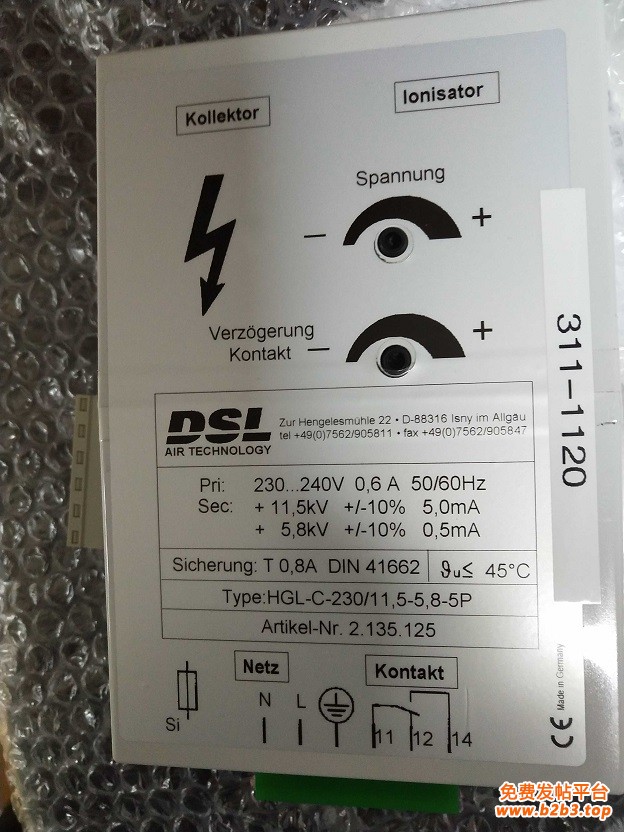 Kollektor
Ionisator
Spannung
− +
Verzögerung
Kontakt − +
DSL
AIR TECHNOLOGY
Zur Hengelesmühle 22 • D-88316 Isny im Allgäu
tel +49(0)7562/905811 • fax +49(0)7562/905847
Pri: 230...240V 0,6 A 50/60Hz
Sec: + 11,5kV +/-10% 5,0mA
+ 5,8kV +/-10% 0,5mA
Sicherung: T 0,8A DIN 41662 ϑu≤ 45°C
Type:HGL-C-230/11,5-5,8-5P
Artikel-Nr. 2.135.125
Netz
Kontakt
Si
N L
11 12 14
CE Made in Germany
311-1120
免费发帖平台
www.b2b3.top